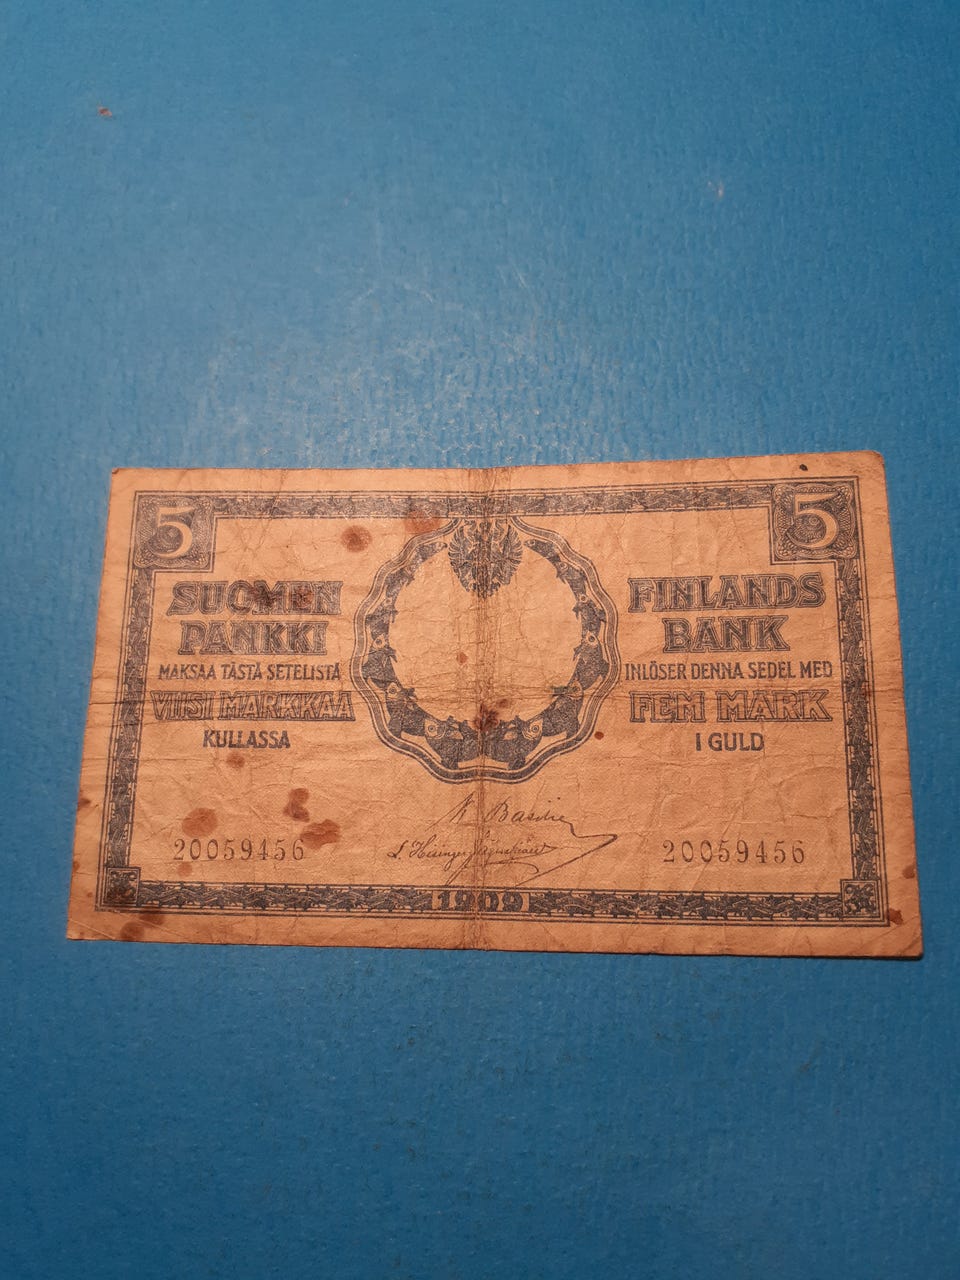 5
5
SUOMEN
PANKKI
MAKSAA TÄSTÄ SETELISTÄ
VIISI MARKKAA
KULLASSA
FINLANDS
BANK
INLÖSER DENNA SEDEL MED
FEM MARK
I GULD
Basilier
20059456
20059456
1909